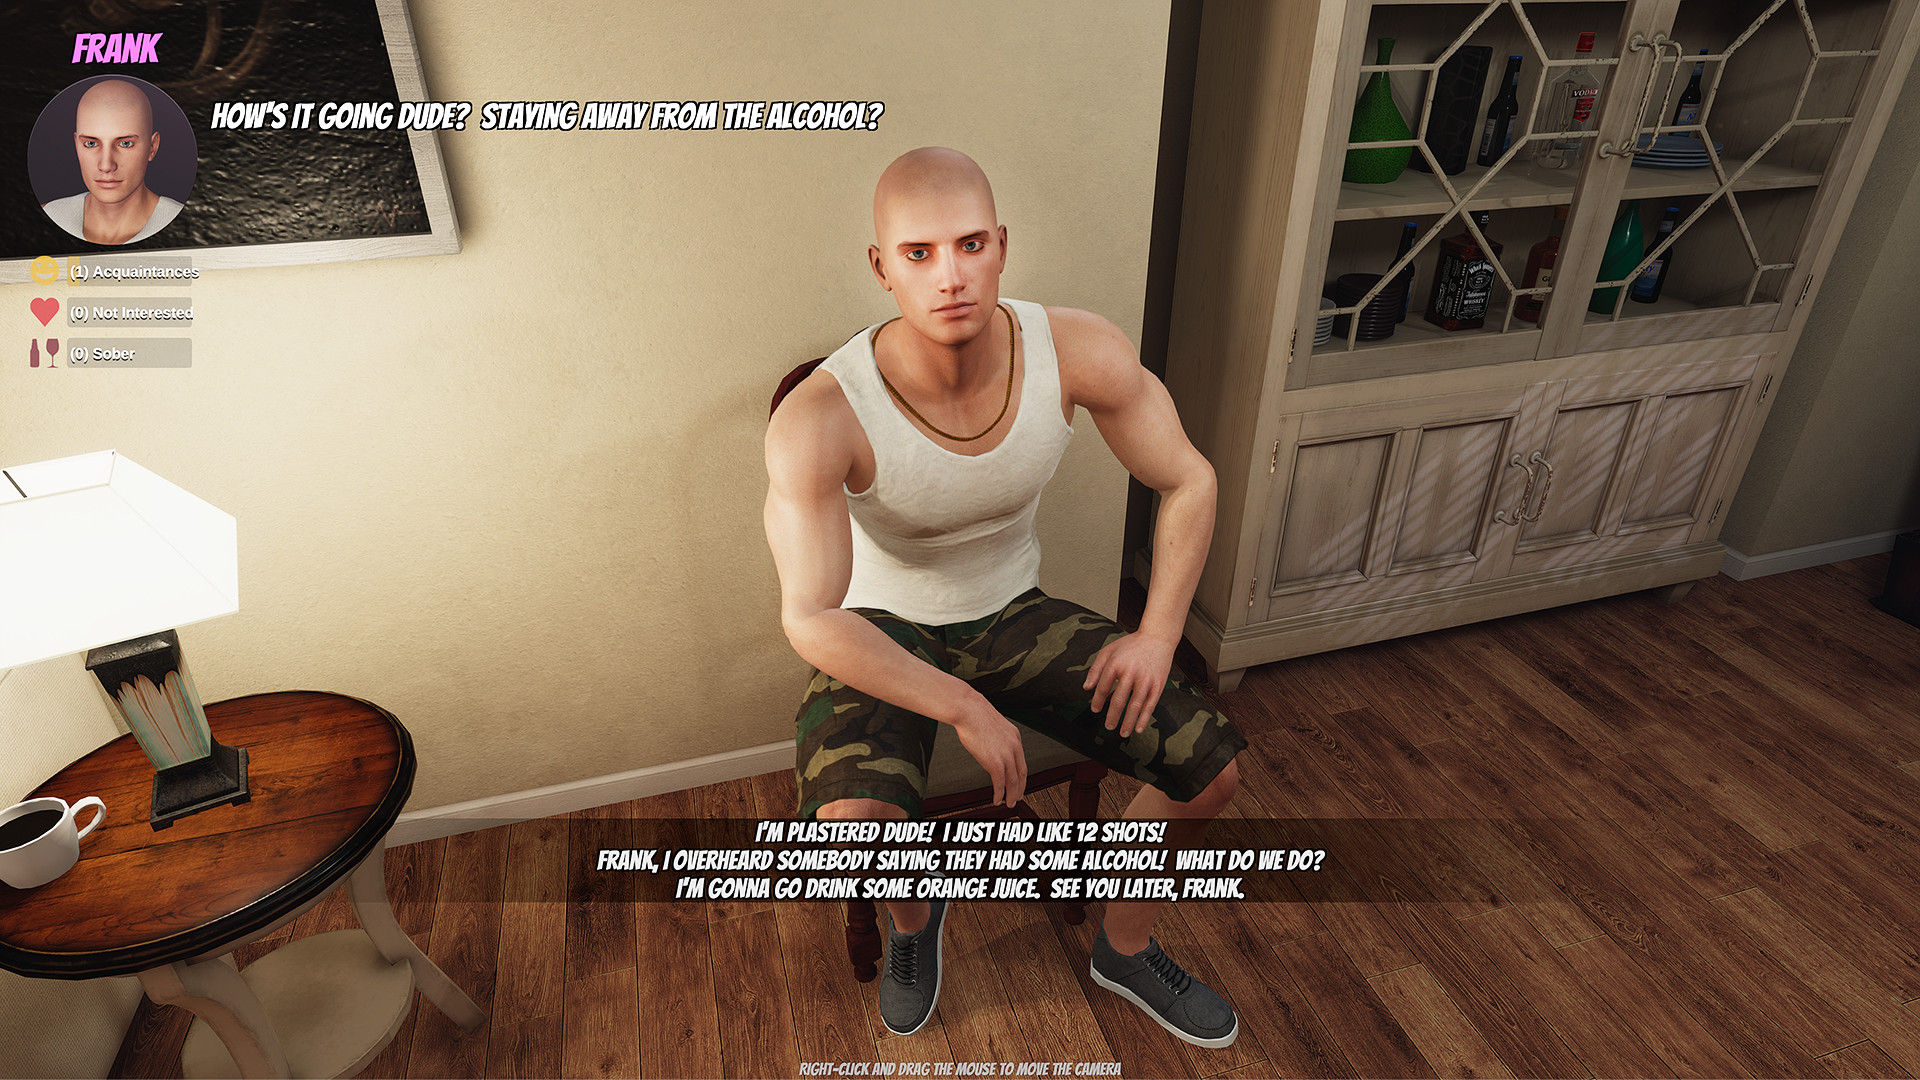 FRANK
HOW'S IT GOING DUDE? STAYING AWAY FROM THE ALCOHOL?
(1) Acquaintances
(0) Not Interested
(0) Sober
VODKA
I'M PLASTERED DUDE! I JUST HAD LIKE 12 SHOTS!
FRANK, I OVERHEARD SOMEBODY SAYING THEY HAD SOME ALCOHOL! WHAT DO WE DO?
I'M GONNA GO DRINK SOME ORANGE JUICE. SEE YOU LATER, FRANK.
RIGHT-CLICK AND DRAG THE MOUSE TO MOVE THE CAMERA